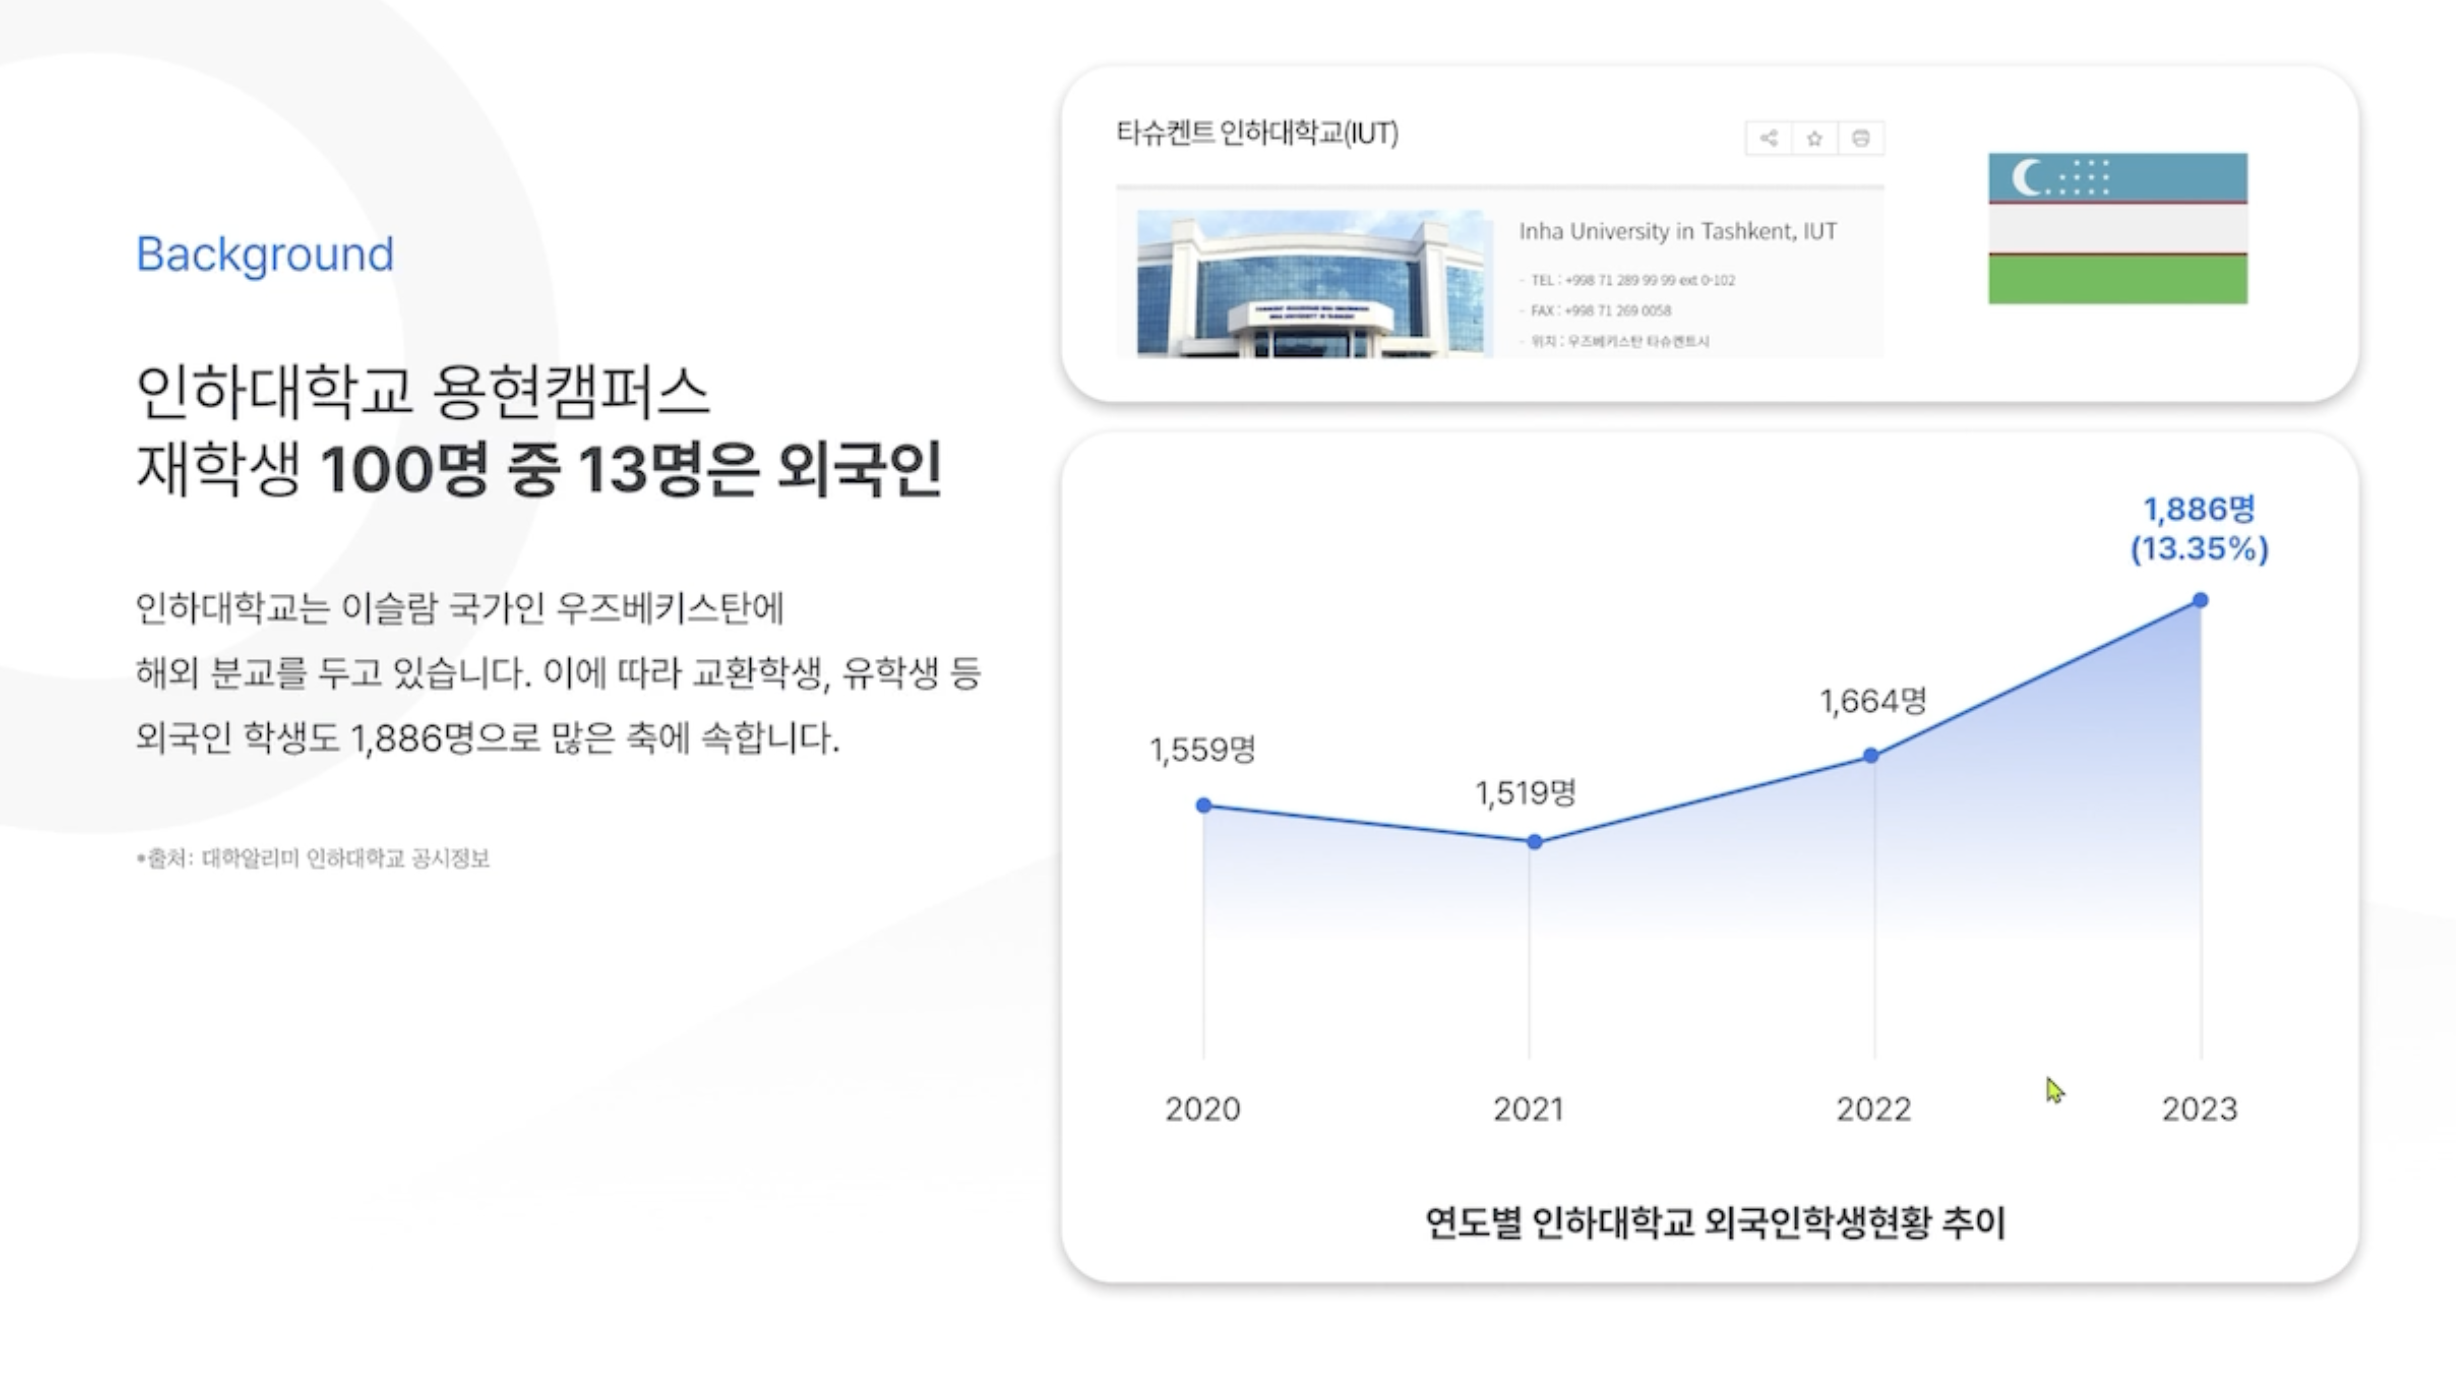 Background
인하대학교 용현캠퍼스
재학생 100명 중 13명은 외국인
인하대학교는 이슬람 국가인 우즈베키스탄에
해외 분교를 두고 있습니다. 이에 따라 교환학생, 유학생 등
외국인 학생도 1,886명으로 많은 축에 속합니다.
*출처: 대학알리미 인하대학교 공시정보
타슈켄트 인하대학교(IUT)
Inha University in Tashkent, IUT
- TEL : +998 71 289 99 99 ext 0-102
- FAX : +998 71 269 0058
- 위치 : 우즈베키스탄 타슈켄트시
1,886명
(13.35%)
1,664명
1,559명
1,519명
2020
2021
2022
2023
연도별 인하대학교 외국인학생현황 추이